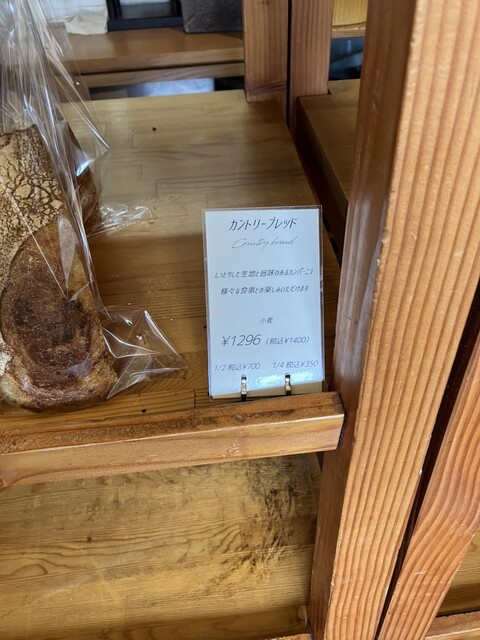 カントリーブレッド
Country bread
しっとりした生地と旨味のあるカンパーニュ
様々な食事とお楽しみいただけます
小麦
¥1296 (税込¥1400)
1/2 税込¥700 1/4 税込¥350